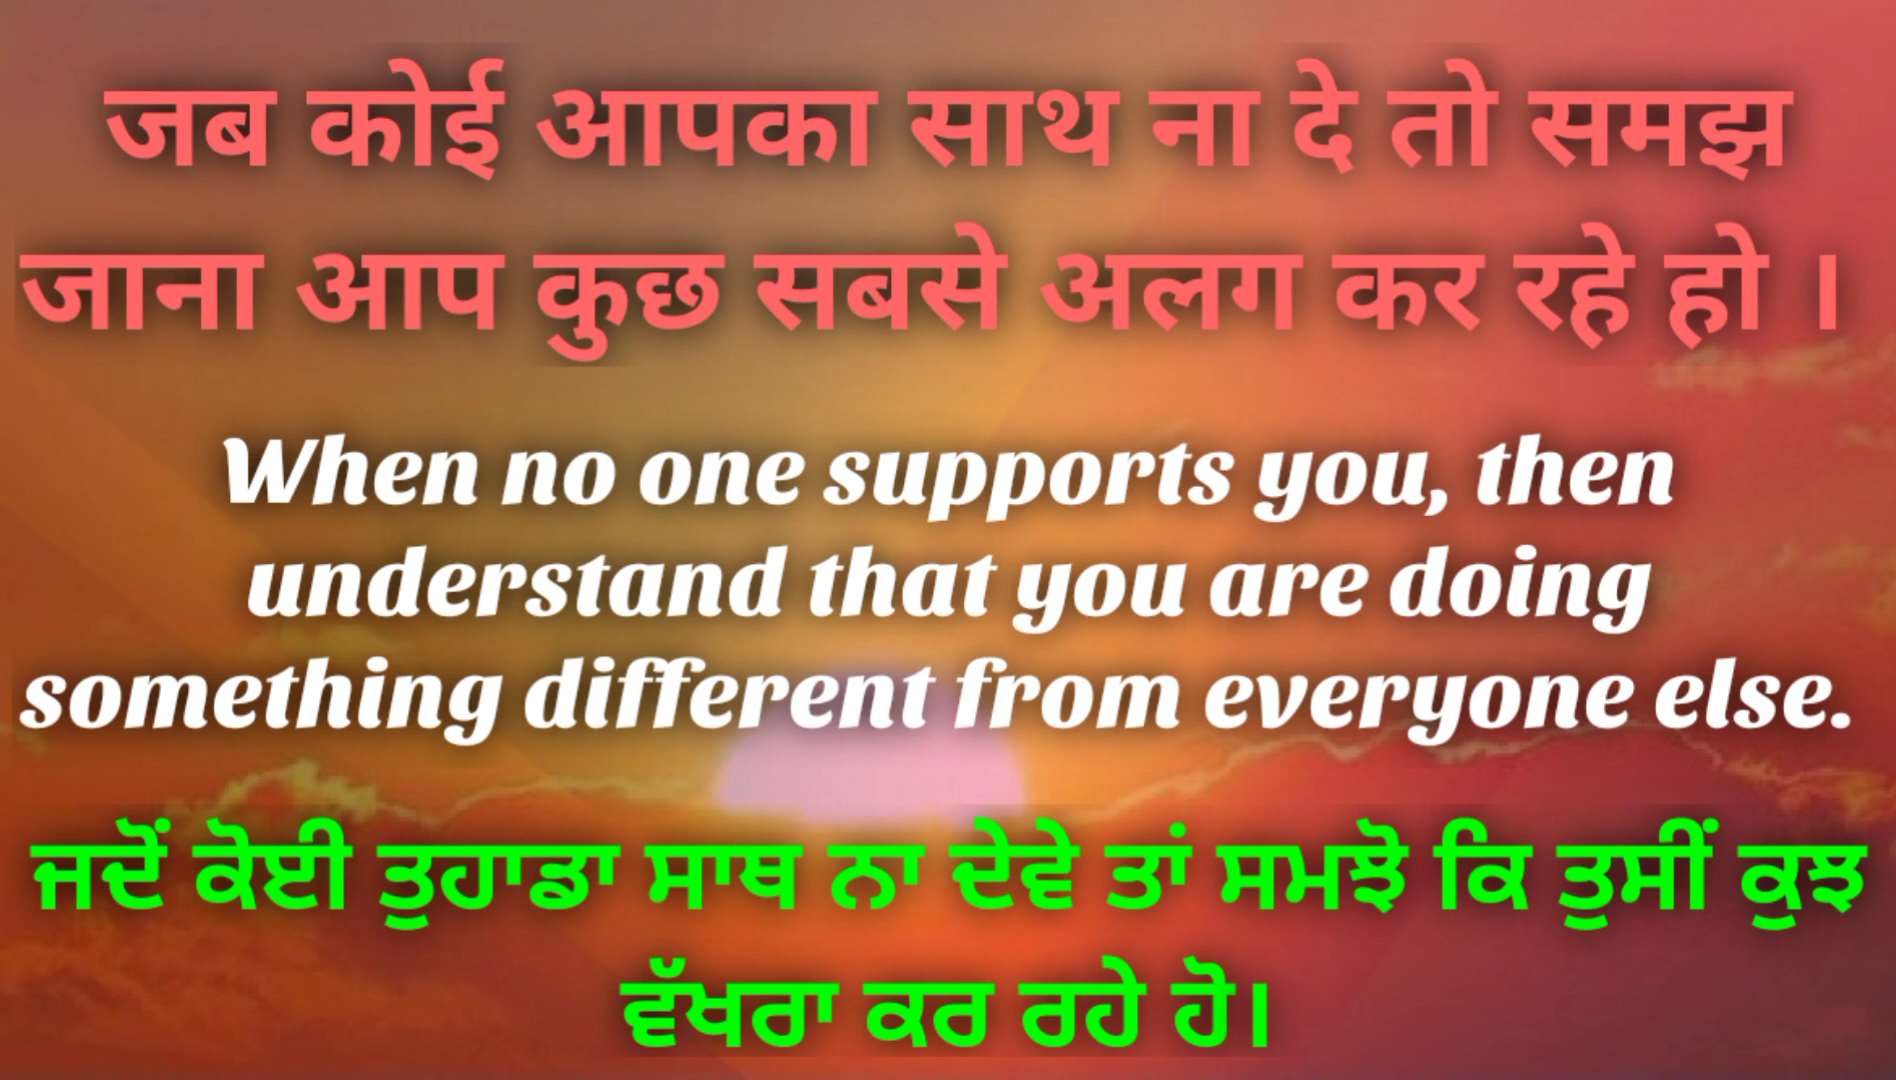 जब कोई आपका साथ ना दे तो समझ
जाना आप कुछ सबसे अलग कर रहे हो ।
When no one supports you, then
understand that you are doing
something different from everyone else.
ਜਦੋਂ ਕੋਈ ਤੁਹਾਡਾ ਸਾਥ ਨਾ ਦੇਵੇ ਤਾਂ ਸਮਝੋ ਕਿ ਤੁਸੀਂ ਕੁਝ
ਵੱਖਰਾ ਕਰ ਰਹੇ ਹੋ।